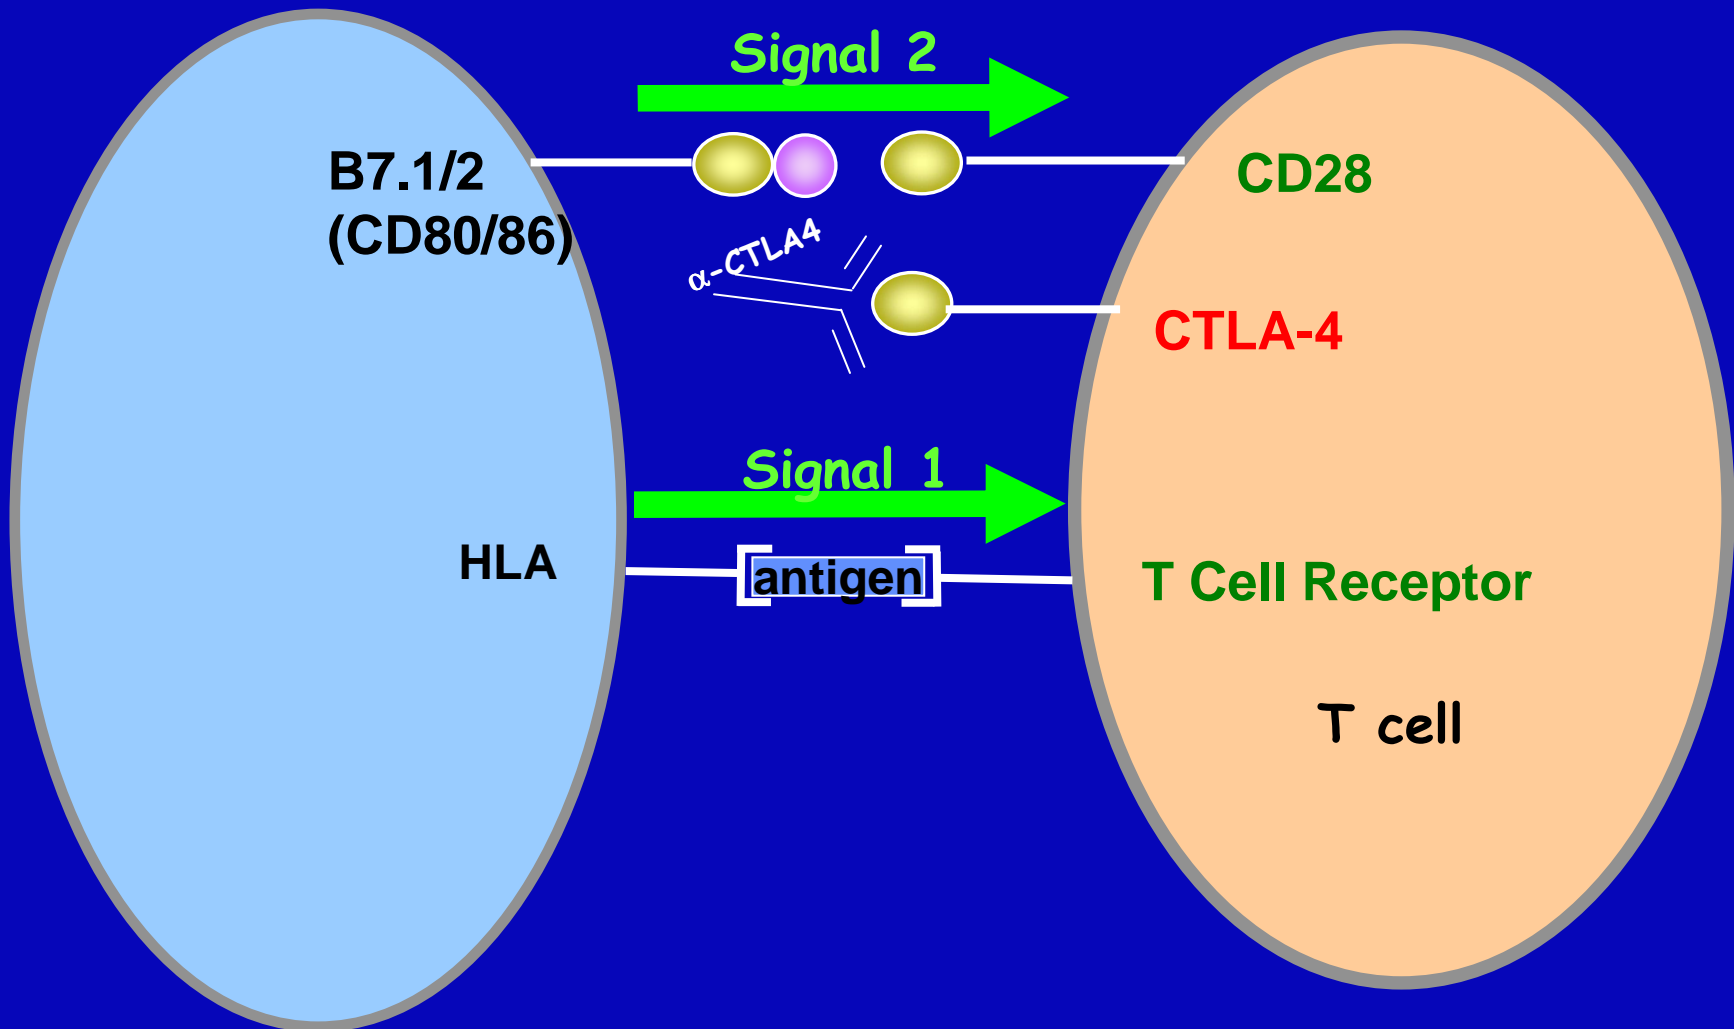 Signal 2
B7.1/2
(CD80/86)
CD28
α-CTLA4
CTLA-4
Signal 1
HLA
antigen
T Cell Receptor
T cell